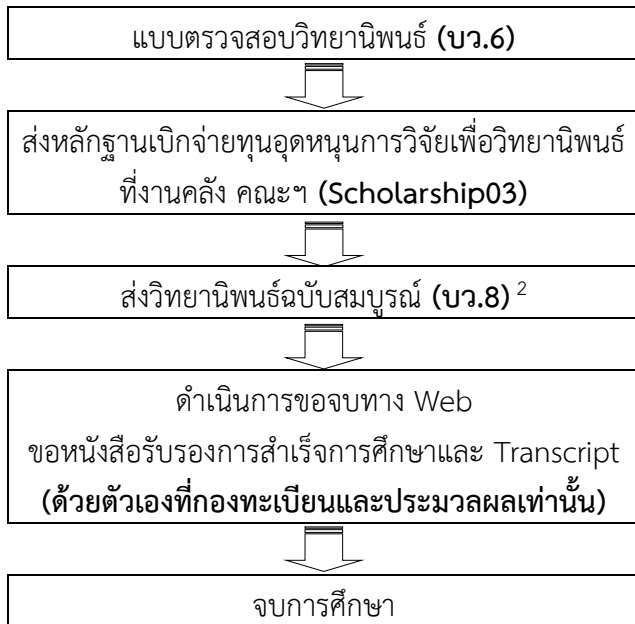 แบบตรวจสอบวิทยานิพนธ์ (บว.6)
ส่งหลักฐานเบิกจ่ายทุนอุดหนุนการวิจัยเพื่อวิทยานิพนธ์
ที่งานคลัง คณะฯ (Scholarship03)
ส่งวิทยานิพนธ์ฉบับสมบูรณ์ (บว.8) ²
ดำเนินการขอจบทาง Web
ขอหนังสือรับรองการสำเร็จการศึกษาและ Transcript
(ด้วยตัวเองที่กองทะเบียนและประมวลผลเท่านั้น)
จบการศึกษา